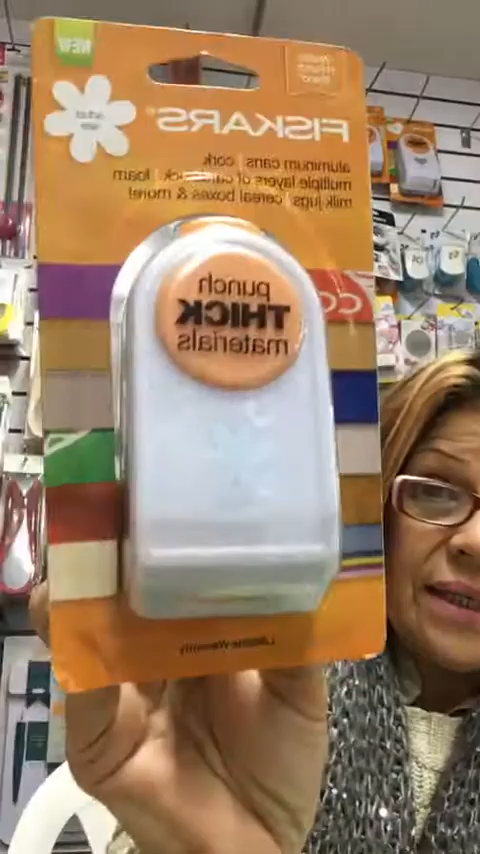 NEW
FISKARS®
aluminum cans | cork
multiple layers of cardstock | foam
milk jugs | cereal boxes & more!
punch
THICK
materials
Lifetime Warranty